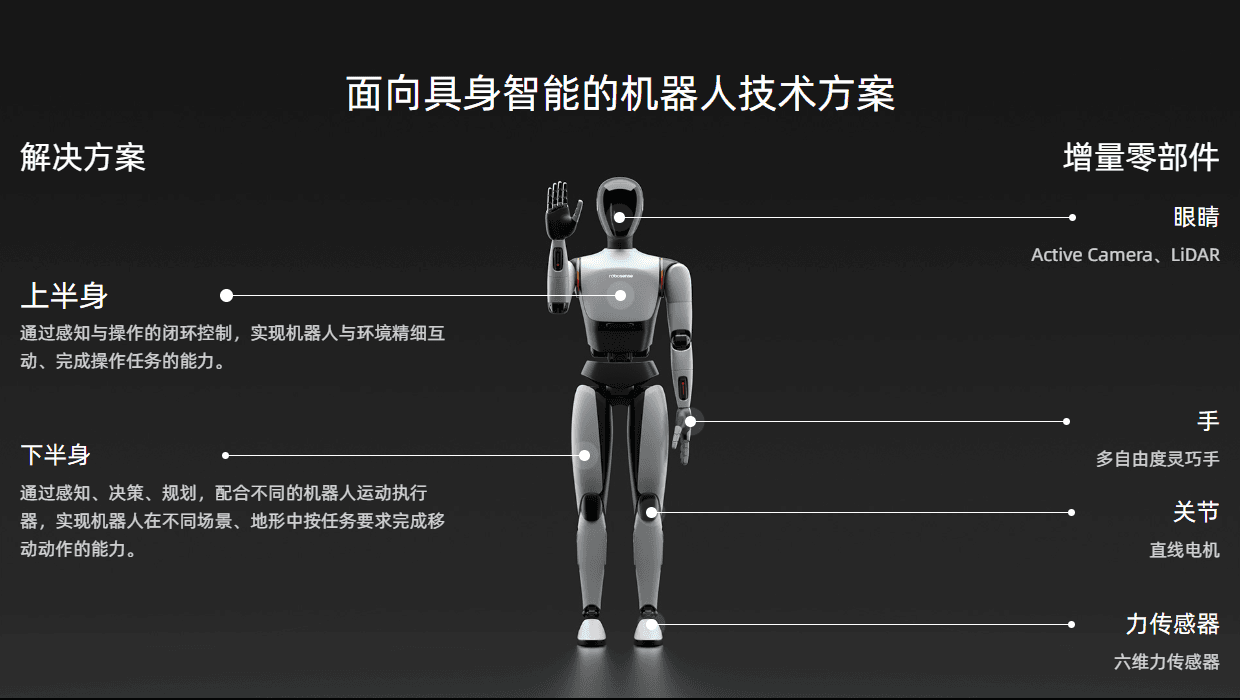 面向具身智能的机器人技术方案
解决方案
上半身
通过感知与操作的闭环控制，实现机器人与环境精细互
动、完成操作任务的能力。
下半身
通过感知、决策、规划，配合不同的机器人运动执行
器，实现机器人在不同场景、地形中按任务要求完成移
动动作的能力。
robosense
增量零部件
眼睛
Active Camera、LiDAR
手
多自由度灵巧手
关节
直线电机
力传感器
六维力传感器